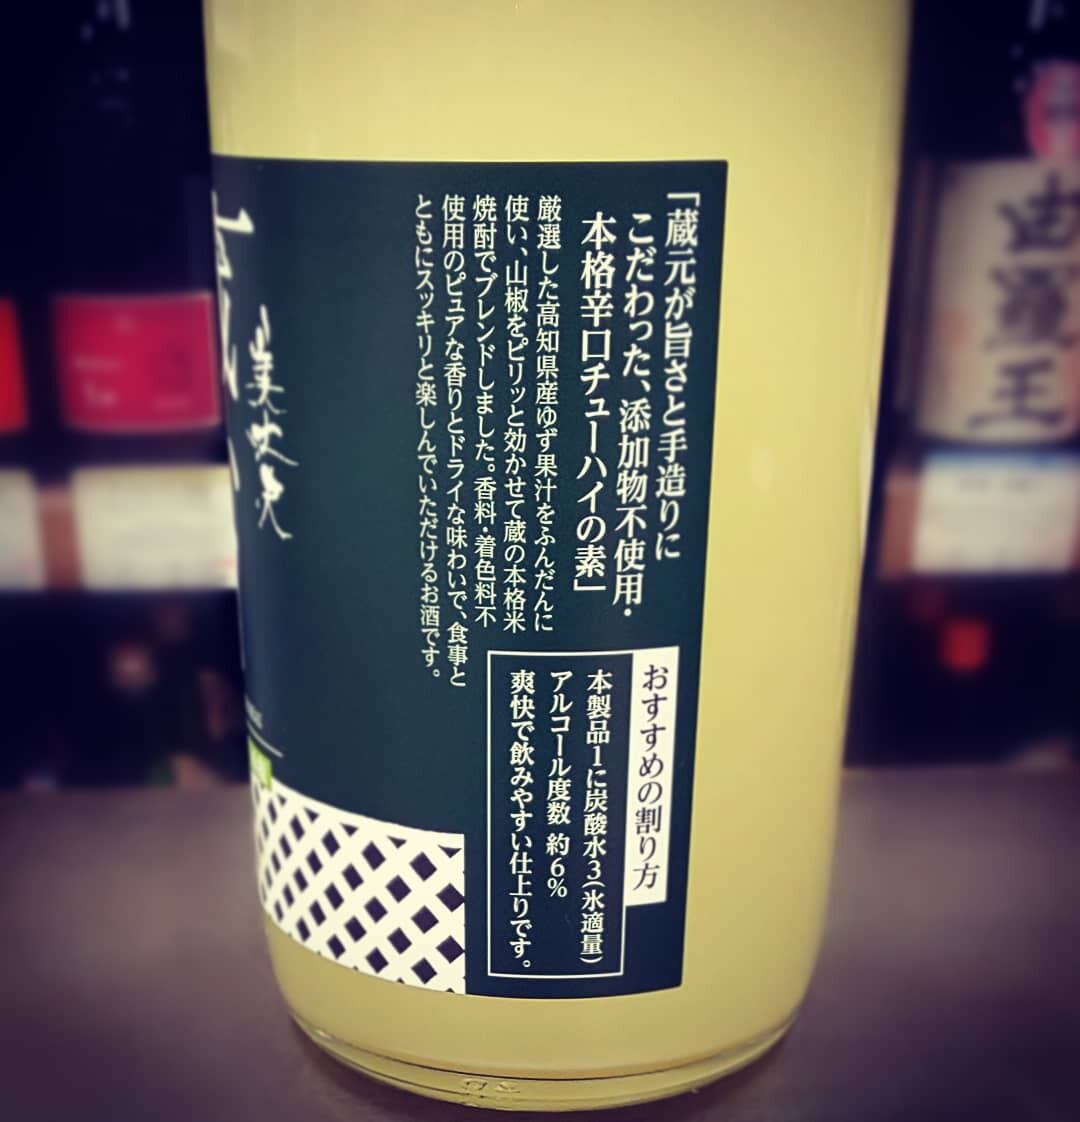 「蔵元が旨さと手造りに
こだわった、添加物不使用・
本格辛口チューハイの素」
厳選した高知県産ゆず果汁をふんだんに
使い、山椒をピリッと効かせて蔵の本格米
焼酎でブレンドしました。香料・着色料不
使用のピュアな香りとドライな味わいで、食事と
ともにスッキリと楽しんでいただけるお酒です。
おすすめの割り方
本製品1に炭酸水3(氷適量)
アルコール度数 約6%
爽快で飲みやすい仕上りです。
美丈夫
由羅王